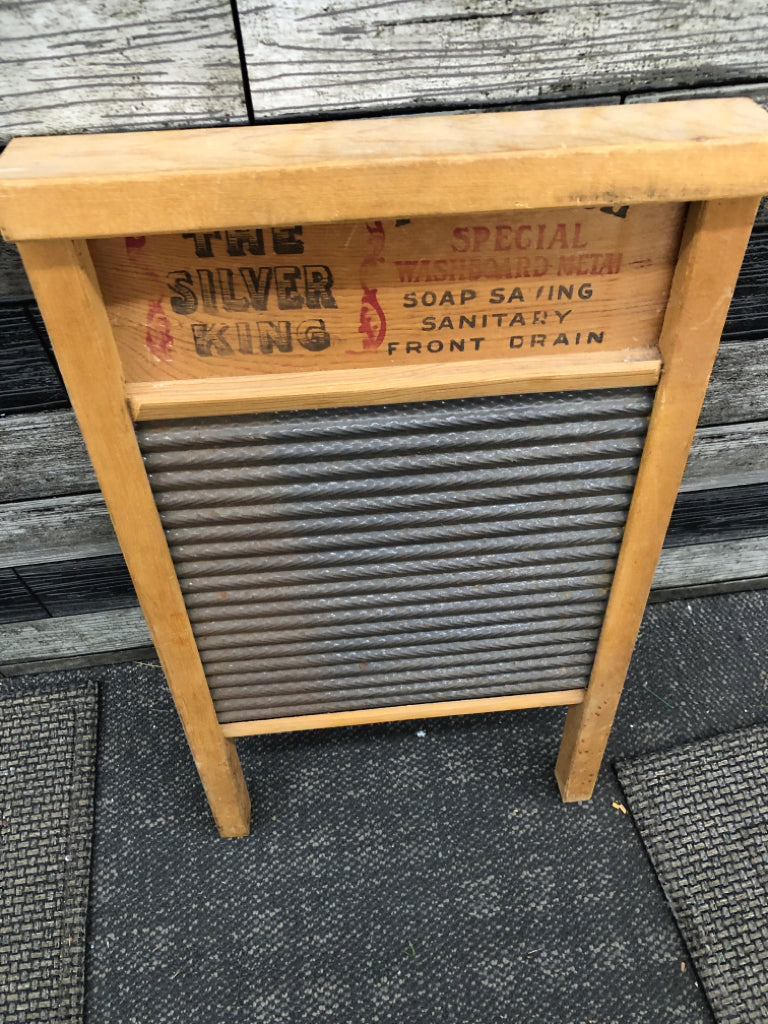 THE
SILVER
KING
SPECIAL
WASHBOARD METAL
SOAP SAVING
SANITARY
FRONT DRAIN